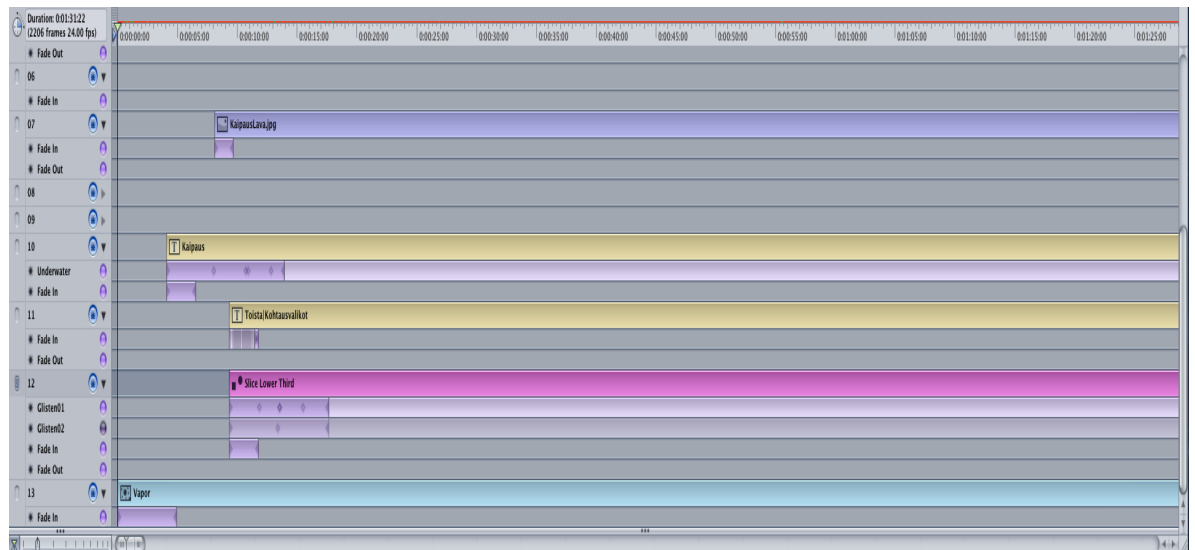 Duration: 0:01:31:22
(2206 frames 24.00 fps)
0:00:00:00 0:00:05:00 0:00:10:00 0:00:15:00 0:00:20:00 0:00:25:00 0:00:30:00 0:00:35:00 0:00:40:00 0:00:45:00 0:00:50:00 0:00:55:00 0:01:00:00 0:01:05:00 0:01:10:00 0:01:15:00 0:01:20:00 0:01:25:00
Fade Out
06
Fade In
07 KaipausLava.jpg
Fade In
Fade Out
08
09
10 T Kaipaus
Underwater
Fade In
11 T Toista|Kohtausvalikot
Fade In
Fade Out
12 Slice Lower Third
Glisten01
Glisten02
Fade In
Fade Out
13 Vapor
Fade In